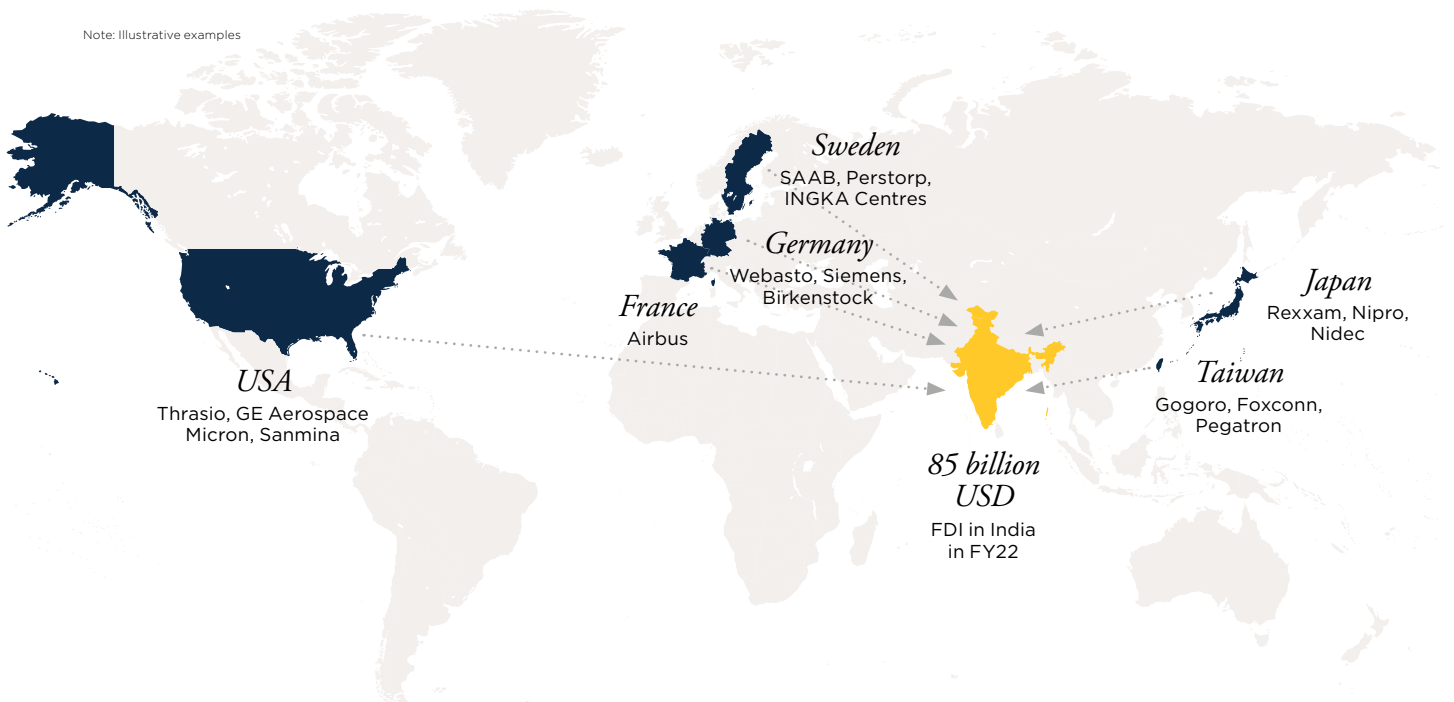 Note: Illustrative examples
Sweden
SAAB, Perstorp,
INGKA Centres
Germany
Webasto, Siemens,
Birkenstock
France
Airbus
Japan
Rexxam, Nipro,
Nidec
USA
Thrasio, GE Aerospace
Micron, Sanmina
Taiwan
Gogoro, Foxconn,
Pegatron
85 billion
USD
FDI in India
in FY22